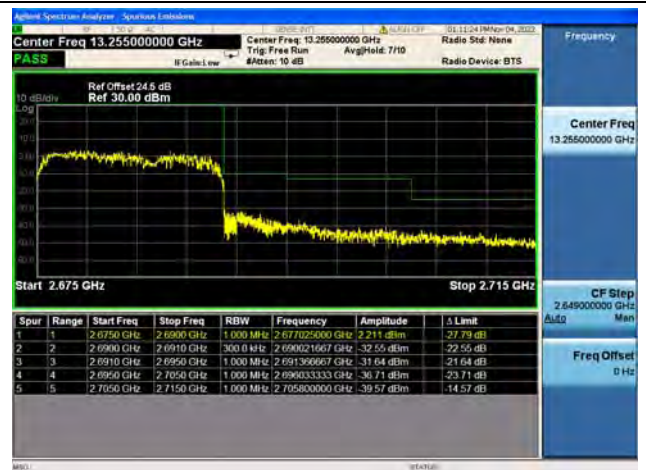 Agilent Spectrum Analyzer Spurious Emissions
01:11:24 PM Nov 04, 2023
Center Freq 13.255000000 GHz
Center Freq: 13.255000000 GHz
Radio Std: None
Frequency
Trig: Free Run
Avg|Hold: 7/10
PASS
IFGain:Low
#Atten: 10 dB
Radio Device: BTS
Ref Offset 24.5 dB
10 dB/div
Ref 30.00 dBm
Log
Center Freq
13.255000000 GHz
Start 2.675 GHz
Stop 2.715 GHz
CF Step
2.649000000 GHz
Auto
Man
Spur Range Start Freq Stop Freq RBW Frequency Amplitude Δ Limit
1 1 2.6750 GHz 2.6900 GHz 1.000 MHz 2.677025000 GHz 2.211 dBm -27.79 dB
2 2 2.6900 GHz 2.6910 GHz 300.0 kHz 2.690021667 GHz -32.55 dBm -22.55 dB
3 3 2.6910 GHz 2.6950 GHz 1.000 MHz 2.691366667 GHz -31.64 dBm -21.64 dB
4 4 2.6950 GHz 2.7050 GHz 1.000 MHz 2.696033333 GHz -36.71 dBm -23.71 dB
5 5 2.7050 GHz 2.7150 GHz 1.000 MHz 2.705800000 GHz -39.57 dBm -14.57 dB
Freq Offset
0 Hz
MSG
STATUS